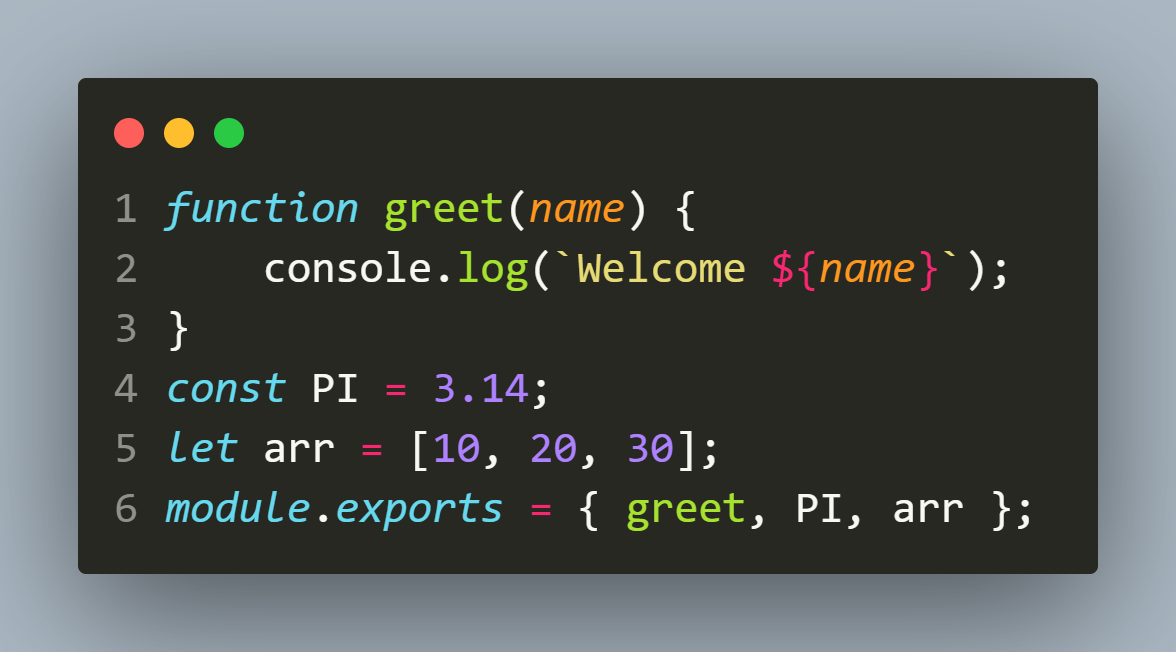 1 function greet(name) {
2     console.log(`Welcome ${name}`);
3 }
4 const PI = 3.14;
5 let arr = [10, 20, 30];
6 module.exports = { greet, PI, arr };